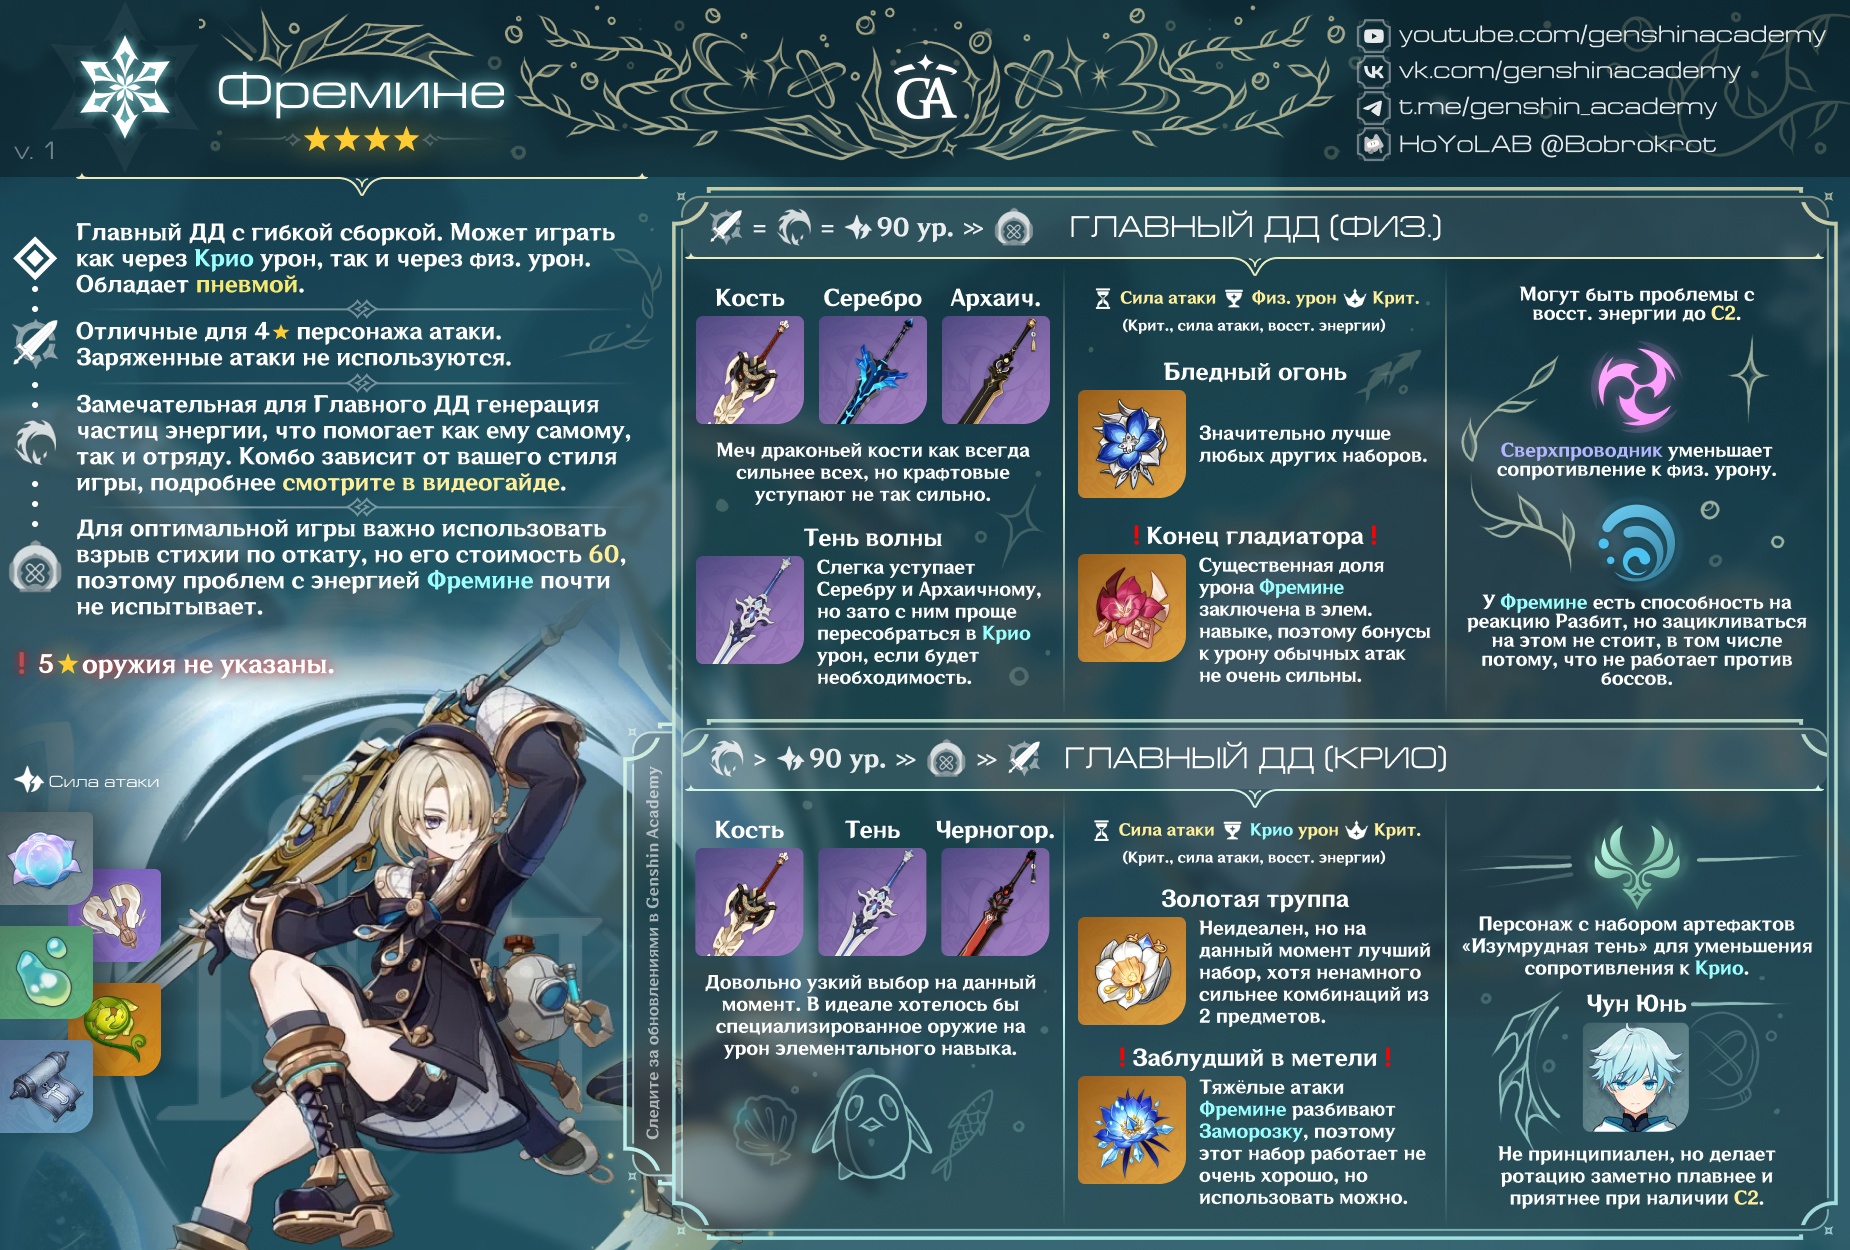 Фремине
v. 1
GA
youtube.com/genshinacademy
vk.com/genshinacademy
t.me/genshin_academy
HoYoLAB @Bobrokrot
Главный ДД с гибкой сборкой. Может играть
как через Крио урон, так и через физ. урон.
Обладает пневмой.
Отличные для 4★ персонажа атаки.
Заряженные атаки не используются.
Замечательная для Главного ДД генерация
частиц энергии, что помогает как ему самому,
так и отряду. Комбо зависит от вашего стиля
игры, подробнее смотрите в видеогайде.
Для оптимальной игры важно использовать
взрыв стихии по откату, но его стоимость 60,
поэтому проблем с энергией Фремине почти
не испытывает.
! 5★оружия не указаны.
Сила атаки
Следите за обновлениями в Genshin Academy
= = 90 ур. >> ГЛАВНЫЙ ДД (ФИЗ.)
Кость Серебро Архаич.
Меч драконьей кости как всегда
сильнее всех, но крафтовые
уступают не так сильно.
Тень волны
Слегка уступает
Серебру и Архаичному,
но зато с ним проще
пересобраться в Крио
урон, если будет
необходимость.
Сила атаки Физ. урон Крит.
(Крит., сила атаки, восст. энергии)
Бледный огонь
Значительно лучше
любых других наборов.
! Конец гладиатора !
Существенная доля
урона Фремине
заключена в элем.
навыке, поэтому бонусы
к урону обычных атак
не очень сильны.
Могут быть проблемы с
восст. энергии до С2.
Сверхпроводник уменьшает
сопротивление к физ. урону.
У Фремине есть способность на
реакцию Разбит, но зацикливаться
на этом не стоит, в том числе
потому, что не работает против
боссов.
> 90 ур. >> >> ГЛАВНЫЙ ДД (КРИО)
Кость Тень Черногор.
Довольно узкий выбор на данный
момент. В идеале хотелось бы
специализированное оружие на
урон элементального навыка.
Сила атаки Крио урон Крит.
(Крит., сила атаки, восст. энергии)
Золотая труппа
Неидеален, но на
данный момент лучший
набор, хотя ненамного
сильнее комбинаций из
2 предметов.
! Заблудший в метели !
Тяжёлые атаки
Фремине разбивают
Заморозку, поэтому
этот набор работает не
очень хорошо, но
использовать можно.
Персонаж с набором артефактов
«Изумрудная тень» для уменьшения
сопротивления к Крио.
Чун Юнь
Не принципиален, но делает
ротацию заметно плавнее и
приятнее при наличии С2.